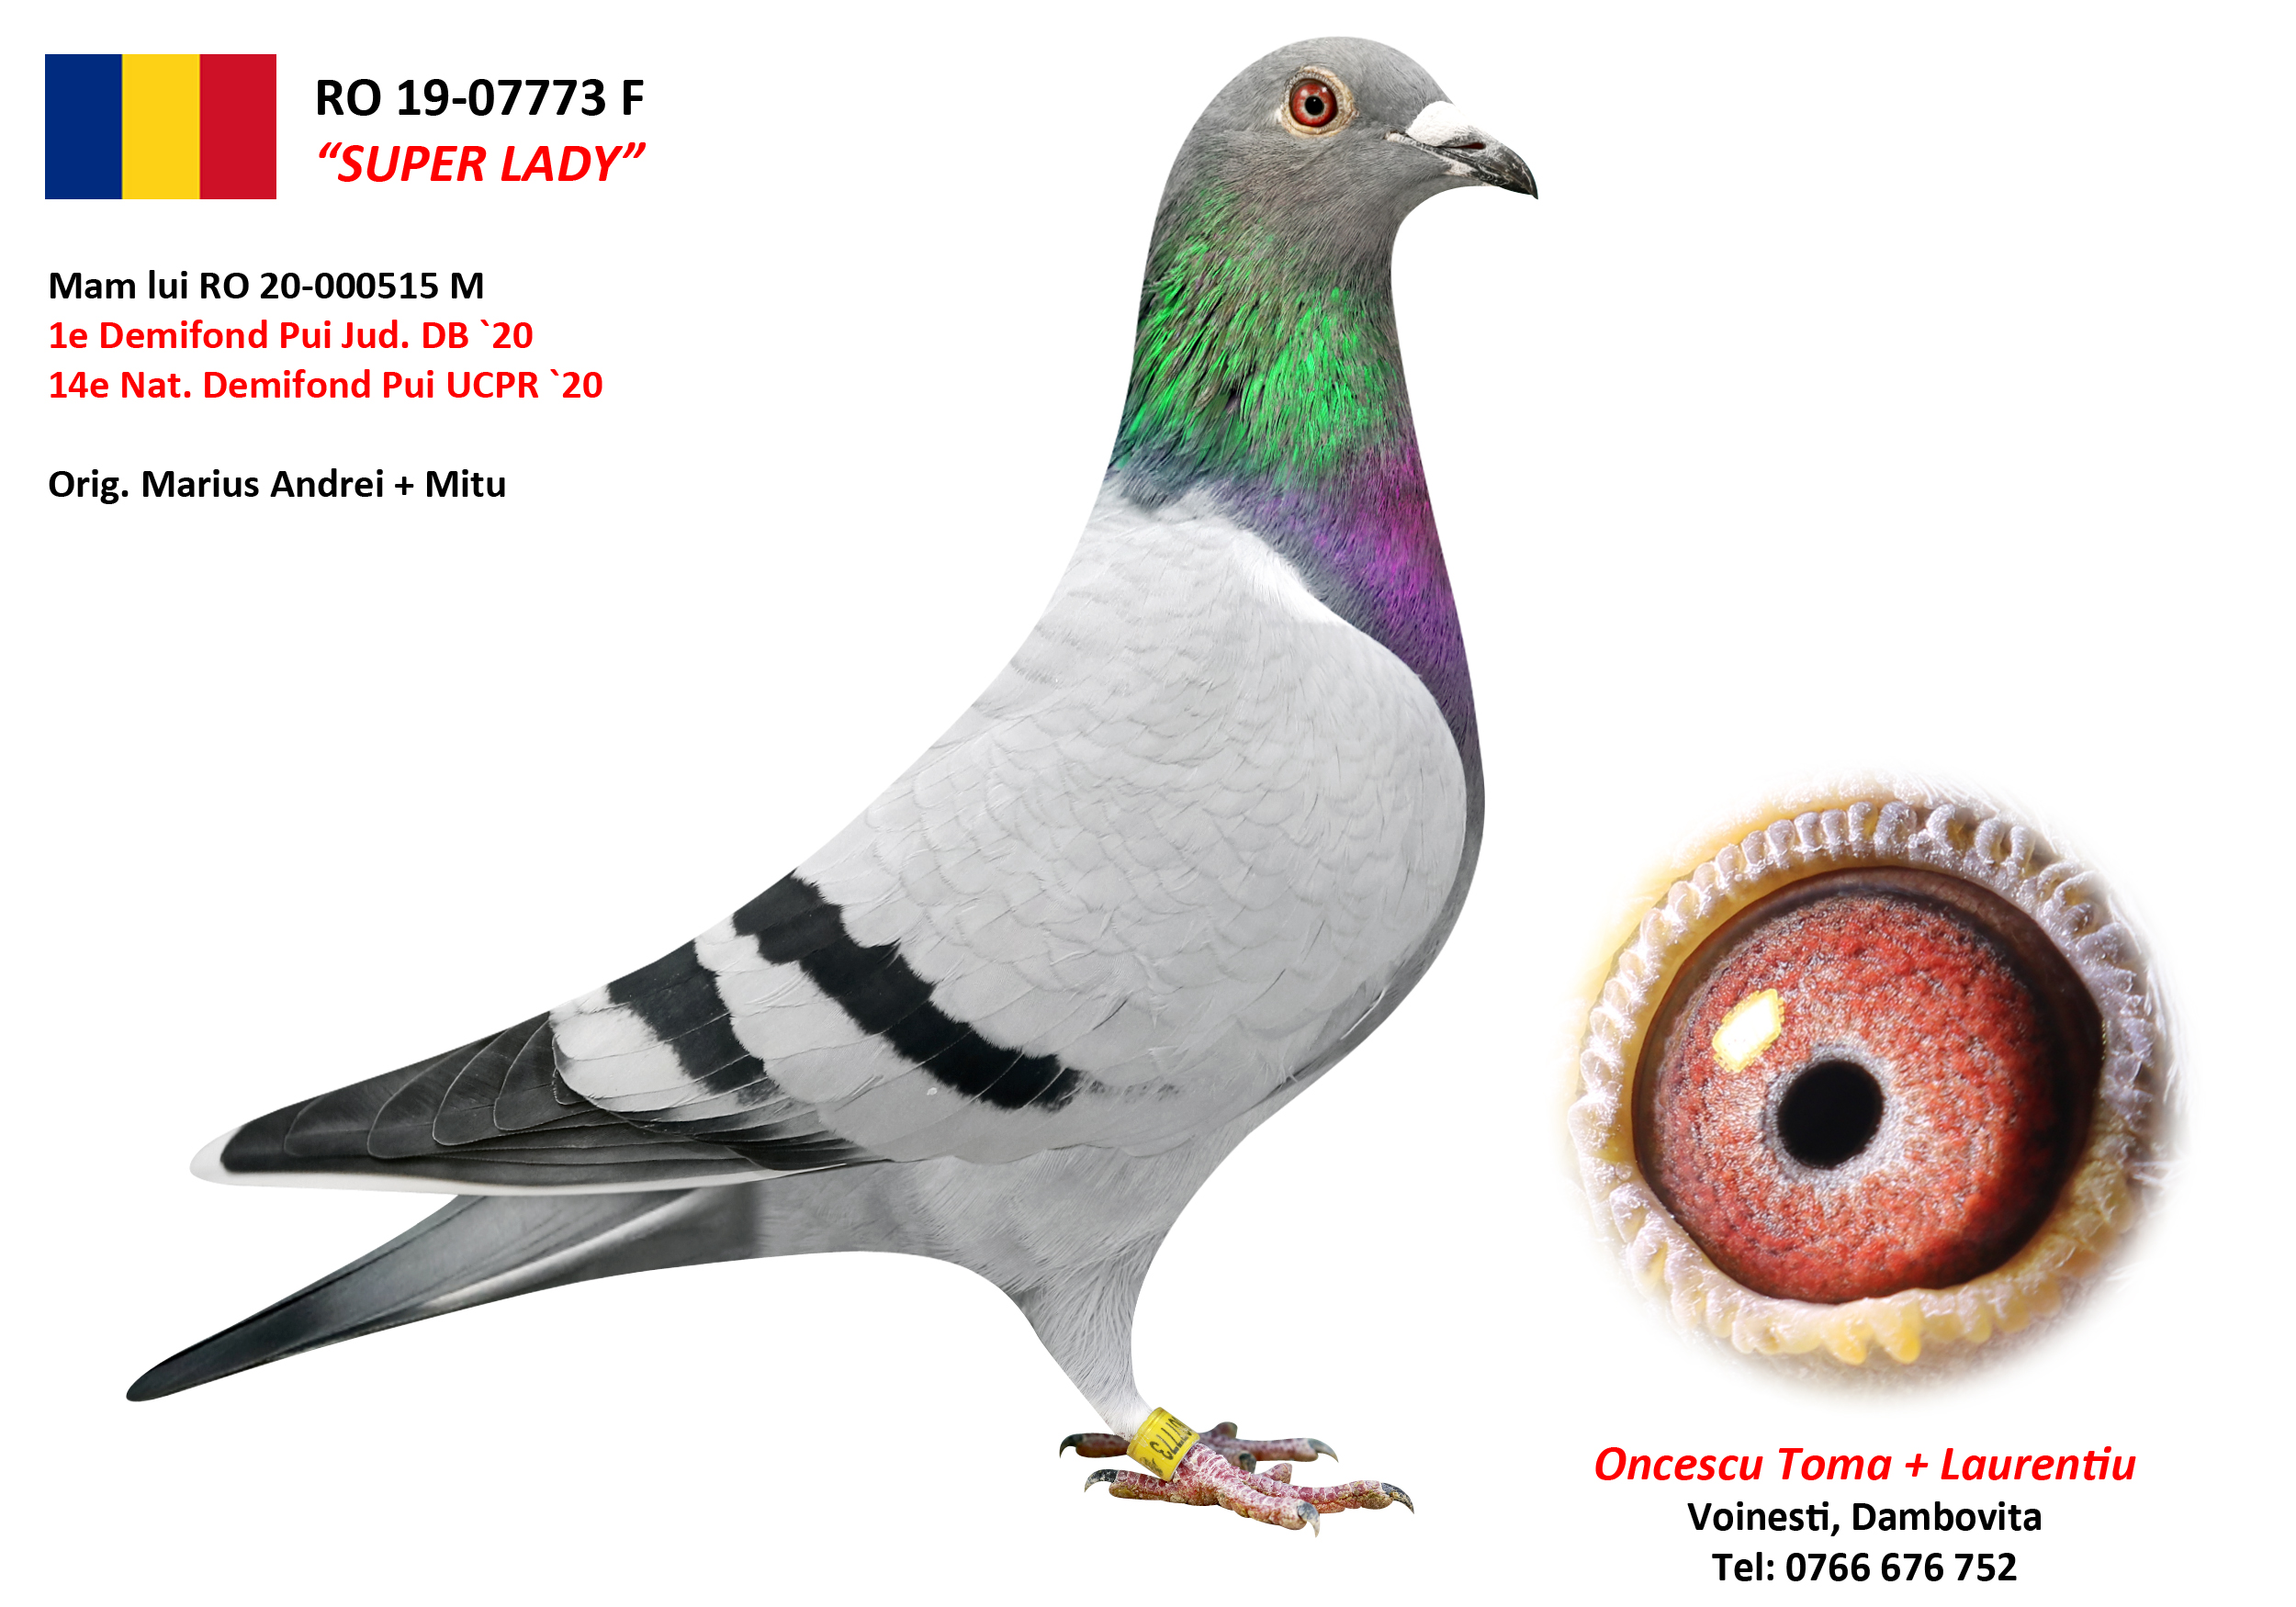 RO 19-07773 F
“SUPER LADY”
Mam lui RO 20-000515 M
1e Demifond Pui Jud. DB `20
14e Nat. Demifond Pui UCPR `20
Orig. Marius Andrei + Mitu
Oncescu Toma + Laurentiu
Voinesti, Dambovita
Tel: 0766 676 752